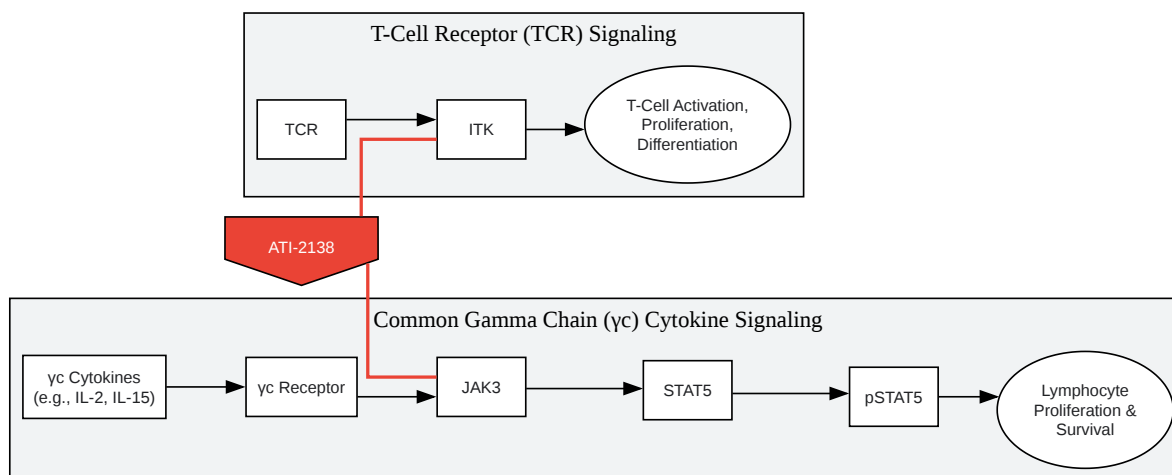 T-Cell Receptor (TCR) Signaling
TCR
ITK
T-Cell Activation,
Proliferation,
Differentiation
ATI-2138
Common Gamma Chain (γc) Cytokine Signaling
γc Cytokines
(e.g., IL-2, IL-15)
γc Receptor
JAK3
STAT5
pSTAT5
Lymphocyte
Proliferation &
Survival